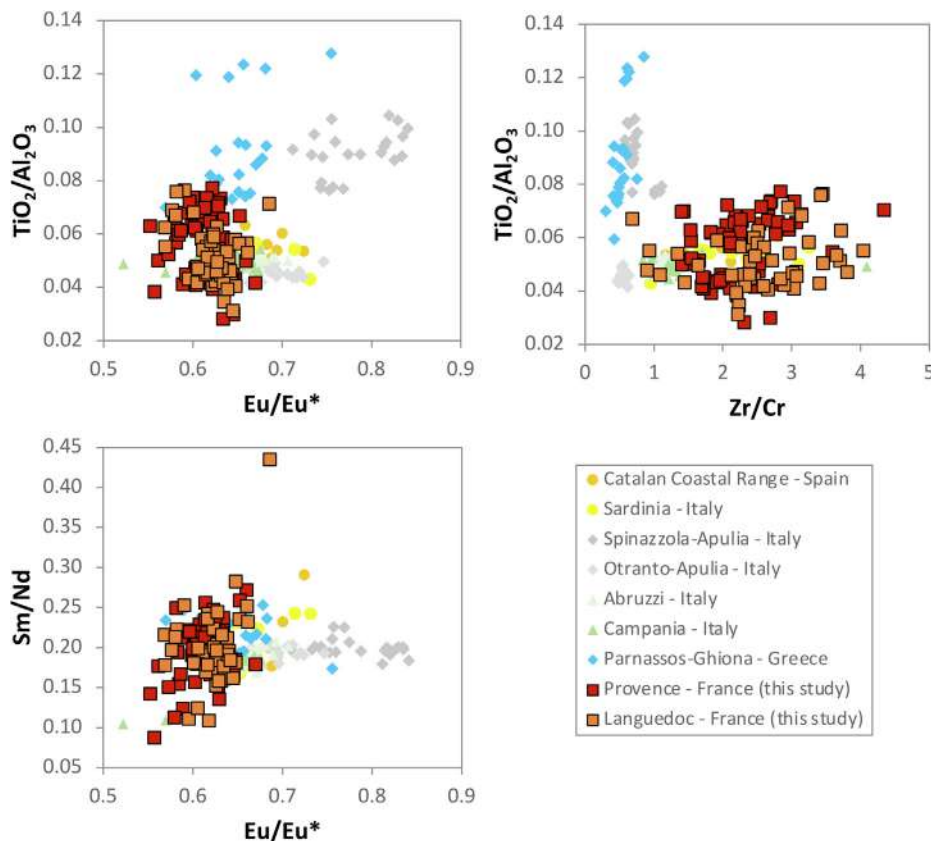 0.14
0.12
0.10
0.08
0.06
0.04
0.02
TiO2/Al2O3
0.5 0.6 0.7 0.8 0.9
Eu/Eu*
0.14
0.12
0.10
0.08
0.06
0.04
0.02
TiO2/Al2O3
0 1 2 3 4 5
Zr/Cr
0.45
0.40
0.35
0.30
0.25
0.20
0.15
0.10
0.05
Sm/Nd
0.5 0.6 0.7 0.8 0.9
Eu/Eu*
Catalan Coastal Range - Spain
Sardinia - Italy
Spinazzola-Apulia - Italy
Otranto-Apulia - Italy
Abruzzi - Italy
Campania - Italy
Parnassos-Ghiona - Greece
Provence - France (this study)
Languedoc - France (this study)